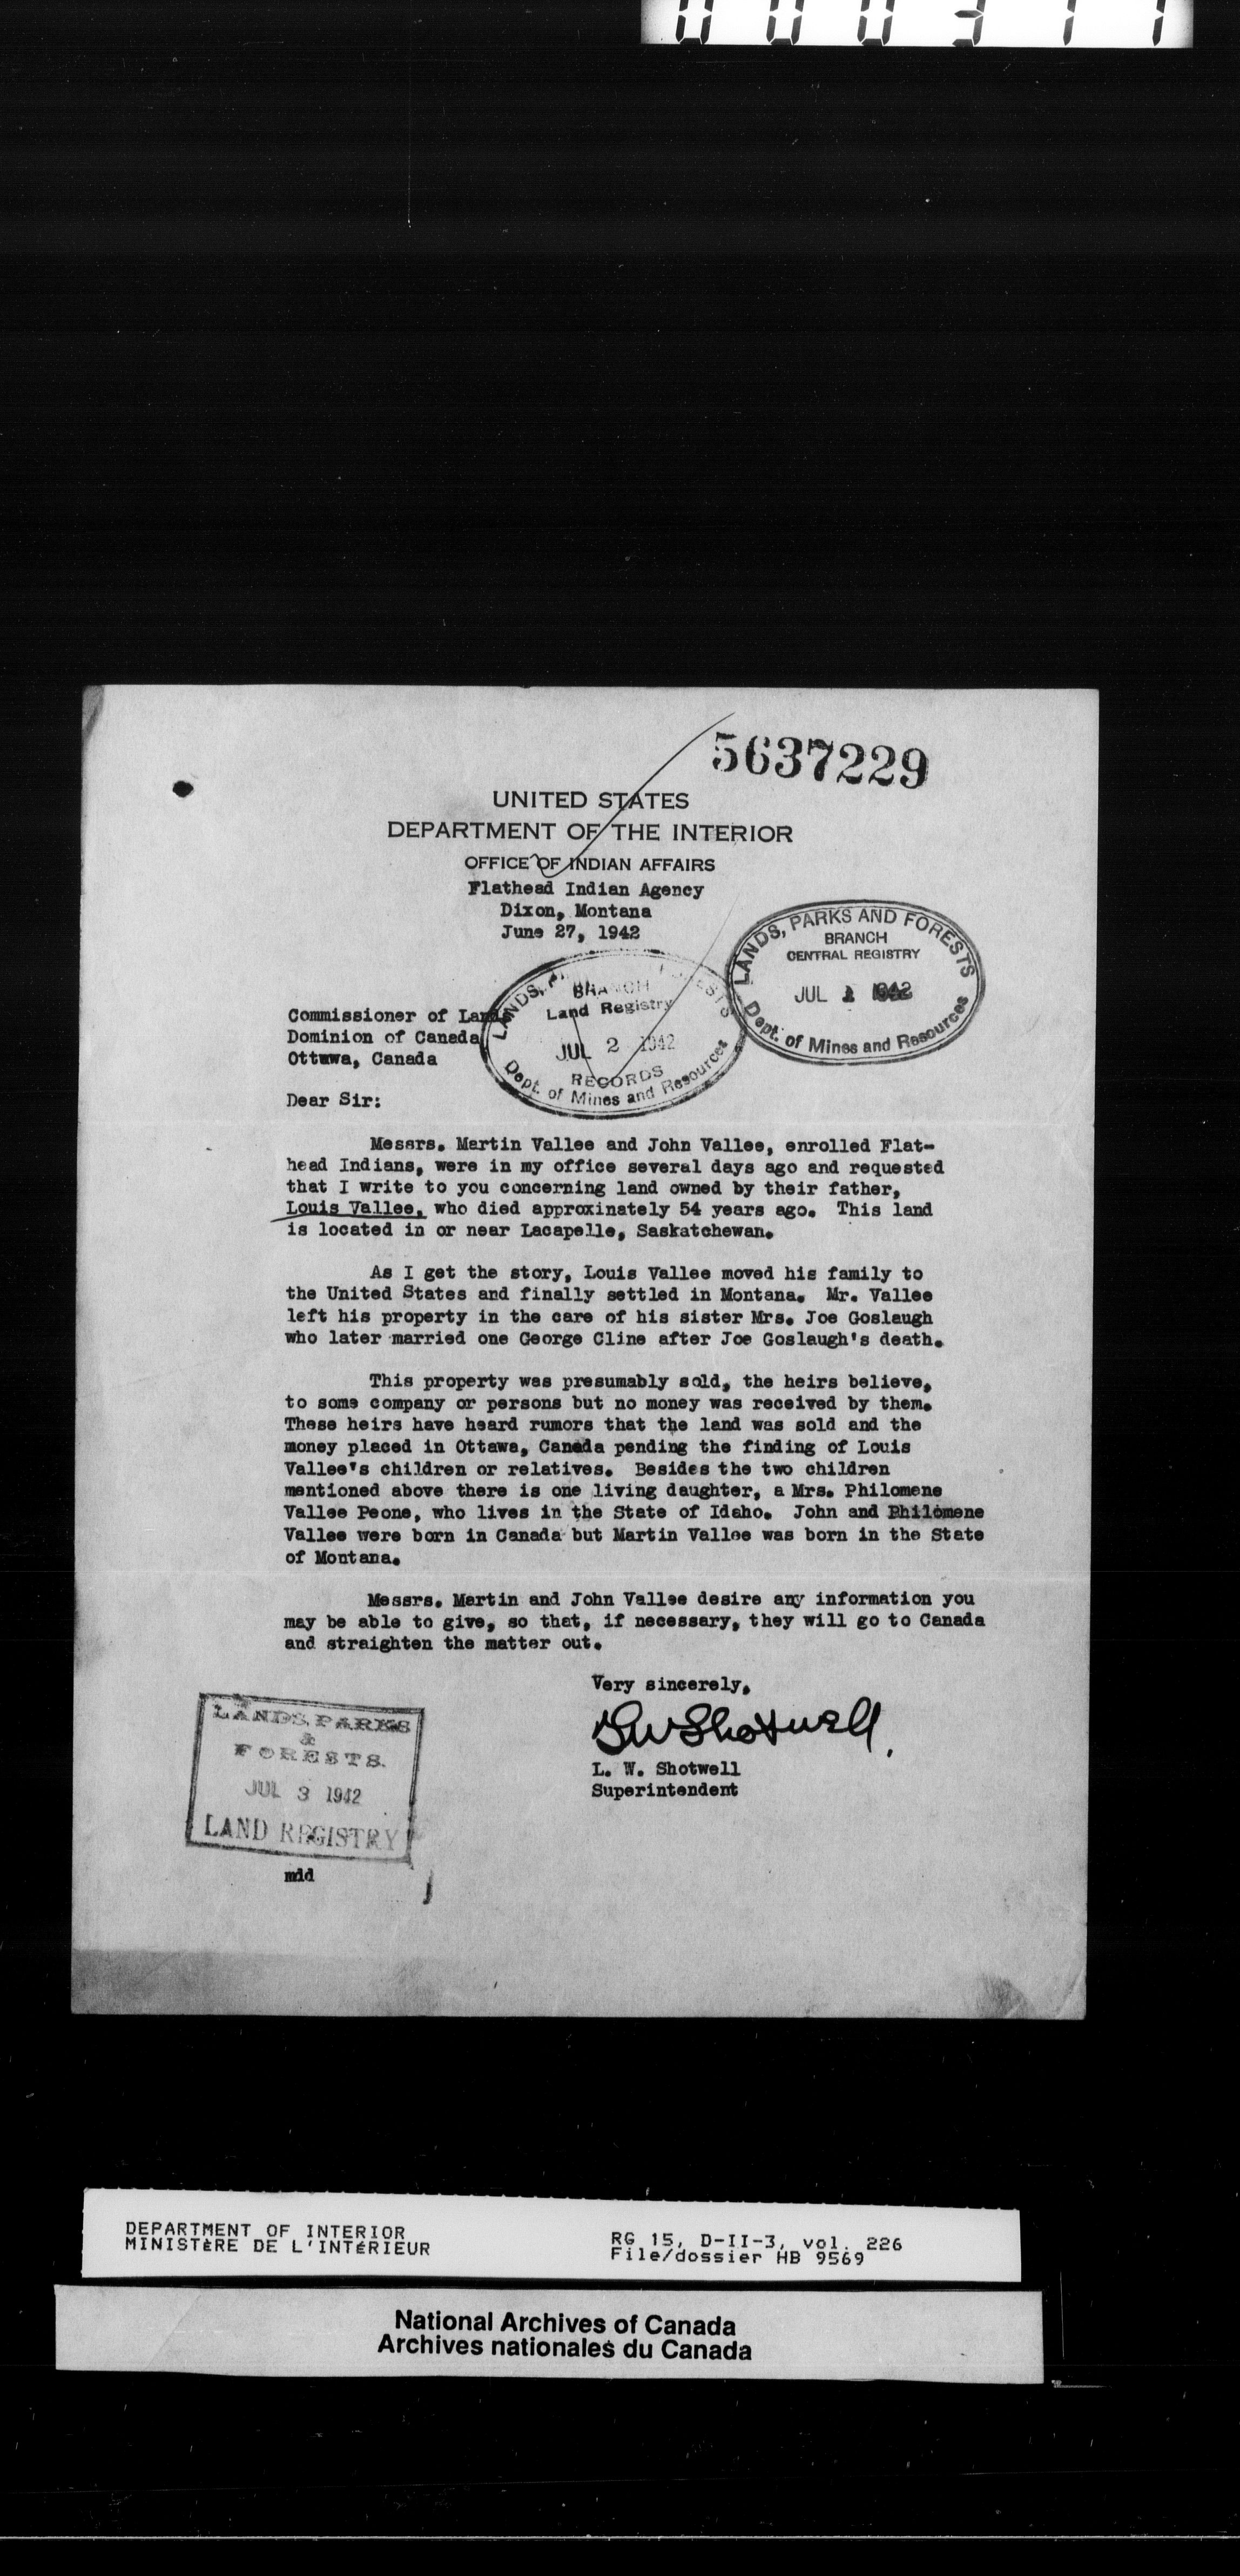 000377
5637229
UNITED STATES
DEPARTMENT OF THE INTERIOR
OFFICE OF INDIAN AFFAIRS
Flathead Indian Agency
Dixon, Montana
June 27, 1942
LANDS, PARKS AND FORESTS
BRANCH
CENTRAL REGISTRY
JUL 1942
Dept. of Mines and Resources
LANDS, FORESTS
BRANCH
Land Registry
JUL 2 1942
RECORDS
Dept. of Mines and Resources
Commissioner of Lands
Dominion of Canada
Ottawa, Canada
Dear Sir:
Messrs. Martin Vallee and John Vallee, enrolled Flat-
head Indians, were in my office several days ago and requested
that I write to you concerning land owned by their father,
Louis Vallee, who died approxinately 54 years ago. This land
is located in or near Lacapelle, Saskatchewan.
As I get the story, Louis Vallee moved his family to
the United States and finally settled in Montana. Mr. Vallee
left his property in the care of his sister Mrs. Joe Goslaugh
who later married one George Cline after Joe Goslaugh's death.
This property was presumably sold, the heirs believe,
to some company or persons but no money was received by them.
These heirs have heard rumors that the land was sold and the
money placed in Ottawa, Canada pending the finding of Louis
Vallee's children or relatives. Besides the two children
mentioned above there is one living daughter, a Mrs. Philomene
Vallee Peone, who lives in the State of Idaho. John and Philomene
Vallee were born in Canada but Martin Vallee was born in the State
of Montana.
Messrs. Martin and John Vallee desire any information you
may be able to give, so that, if necessary, they will go to Canada
and straighten the matter out.
Very sincerely,
LW Shotwell
L. W. Shotwell
Superintendent
LANDS, PARKS
&
FORESTS.
JUL 3 1942
LAND REGISTRY
mdd
DEPARTMENT OF INTERIOR
MINISTÈRE DE L'INTÉRIEUR
RG 15, D-II-3, vol. 226
File/dossier HB 9569
National Archives of Canada
Archives nationales du Canada